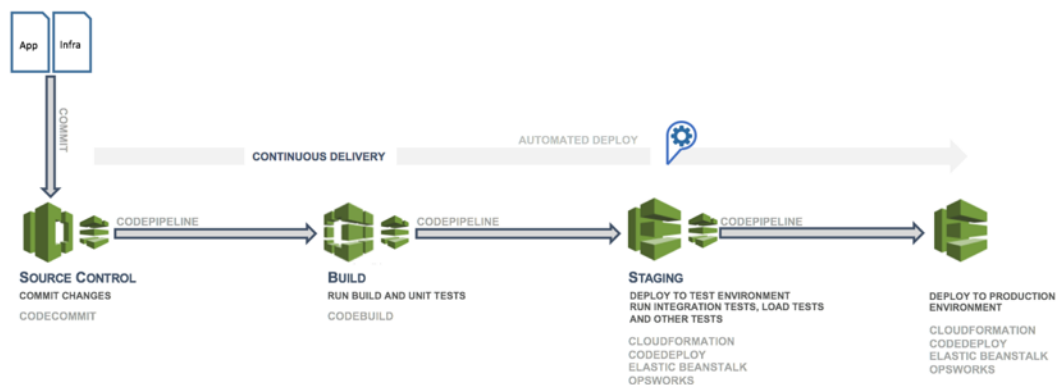 App
Infra
COMMIT
AUTOMATED DEPLOY
CONTINUOUS DELIVERY
CODEPIPELINE
CODEPIPELINE
CODEPIPELINE
SOURCE CONTROL
COMMIT CHANGES
CODECOMMIT
BUILD
RUN BUILD AND UNIT TESTS
CODEBUILD
STAGING
DEPLOY TO TEST ENVIRONMENT
RUN INTEGRATION TESTS, LOAD TESTS
AND OTHER TESTS
CLOUDFORMATION
CODEDEPLOY
ELASTIC BEANSTALK
OPSWORKS
DEPLOY TO PRODUCTION
ENVIRONMENT
CLOUDFORMATION
CODEDEPLOY
ELASTIC BEANSTALK
OPSWORKS